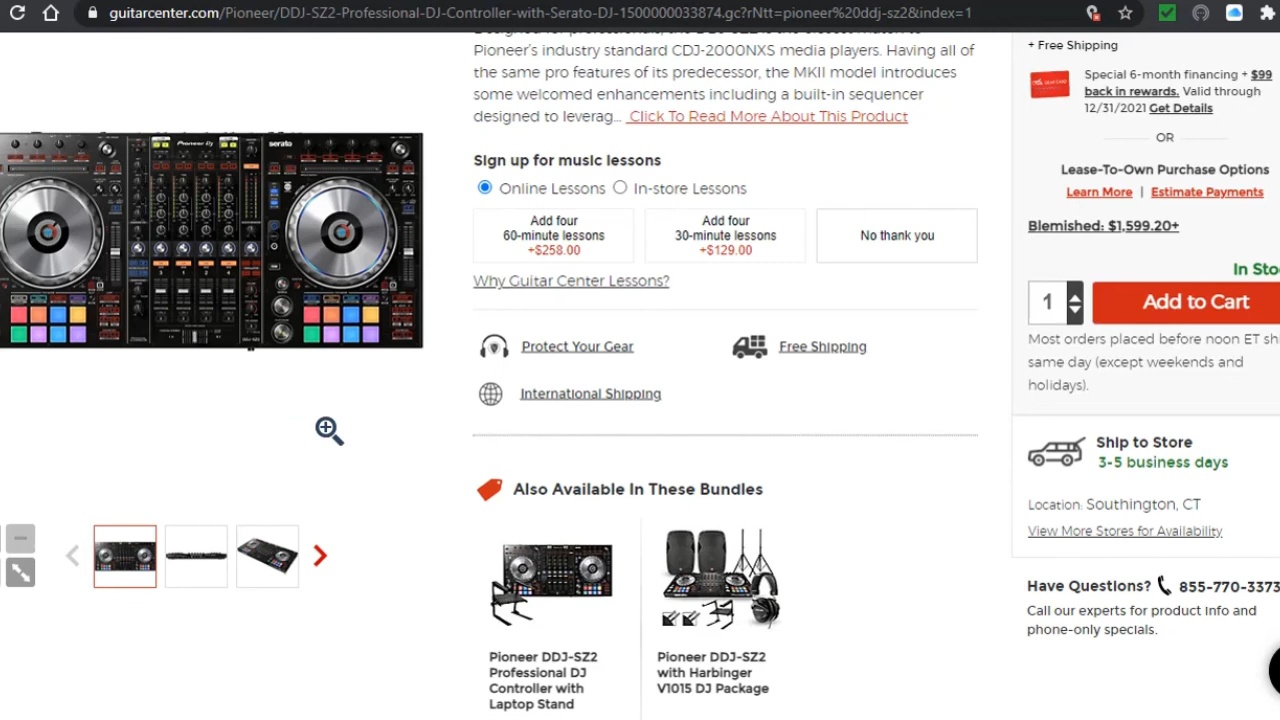 guitarcenter.com/Pioneer/DDJ-SZ2-Professional-DJ-Controller-with-Serato-DJ-1500000033874.gc?rNtt=pioneer%20ddj-sz2&index=1
Pioneer's industry standard CDJ-2000NXS media players. Having all of
the same pro features of its predecessor, the MKII model introduces
some welcomed enhancements including a built-in sequencer
designed to leverag... Click To Read More About This Product
Pioneer Dj
serato
Sign up for music lessons
Online Lessons In-store Lessons
Add four
60-minute lessons
+$258.00
Add four
30-minute lessons
+$129.00
No thank you
Why Guitar Center Lessons?
Protect Your Gear
Free Shipping
International Shipping
Also Available In These Bundles
Pioneer DDJ-SZ2
Professional DJ
Controller with
Laptop Stand
Pioneer DDJ-SZ2
with Harbinger
V1015 DJ Package
+ Free Shipping
Special 6-month financing + $99
back in rewards. Valid through
12/31/2021 Get Details
OR
Lease-To-Own Purchase Options
Learn More | Estimate Payments
Blemished: $1,599.20+
In Sto
1
Add to Cart
Most orders placed before noon ET shi
same day (except weekends and
holidays).
Ship to Store
3-5 business days
Location: Southington, CT
View More Stores for Availability
Have Questions? 855-770-3373
Call our experts for product info and
phone-only specials.